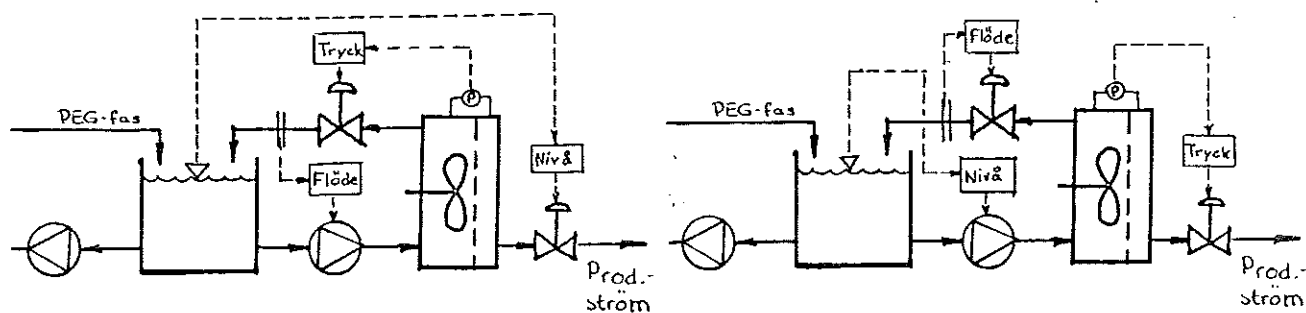 Tryck
P
PEG-fas
Nivå
Flöde
Prod.-
ström
Flöde
P
PEG-fas
Tryck
Nivå
Prod.-
ström